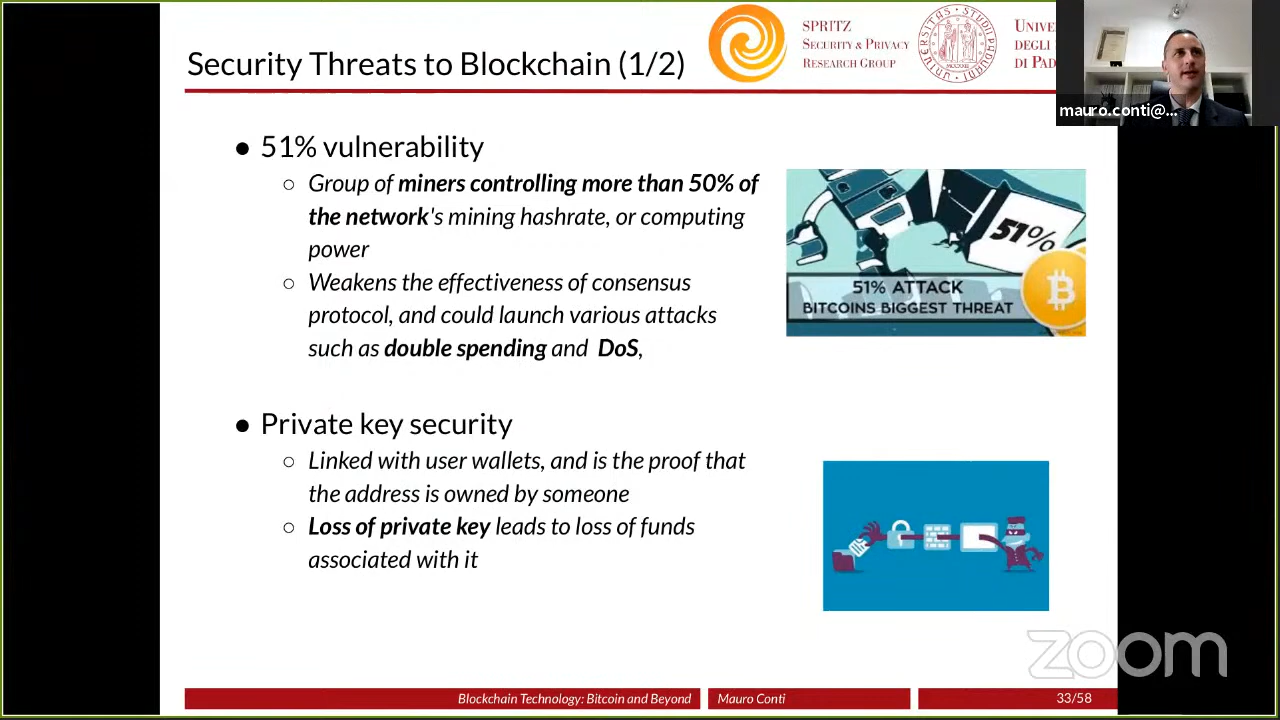 Security Threats to Blockchain (1/2)
SPRITZ
SECURITY & PRIVACY
RESEARCH GROUP
UNIVE
DEGLI
DI PAD
mauro.conti@...
● 51% vulnerability
○ Group of miners controlling more than 50% of
the network's mining hashrate, or computing
power
○ Weakens the effectiveness of consensus
protocol, and could launch various attacks
such as double spending and DoS,
51%
51% ATTACK
BITCOINS BIGGEST THREAT
● Private key security
○ Linked with user wallets, and is the proof that
the address is owned by someone
○ Loss of private key leads to loss of funds
associated with it
zoom
Blockchain Technology: Bitcoin and Beyond
Mauro Conti
33/58